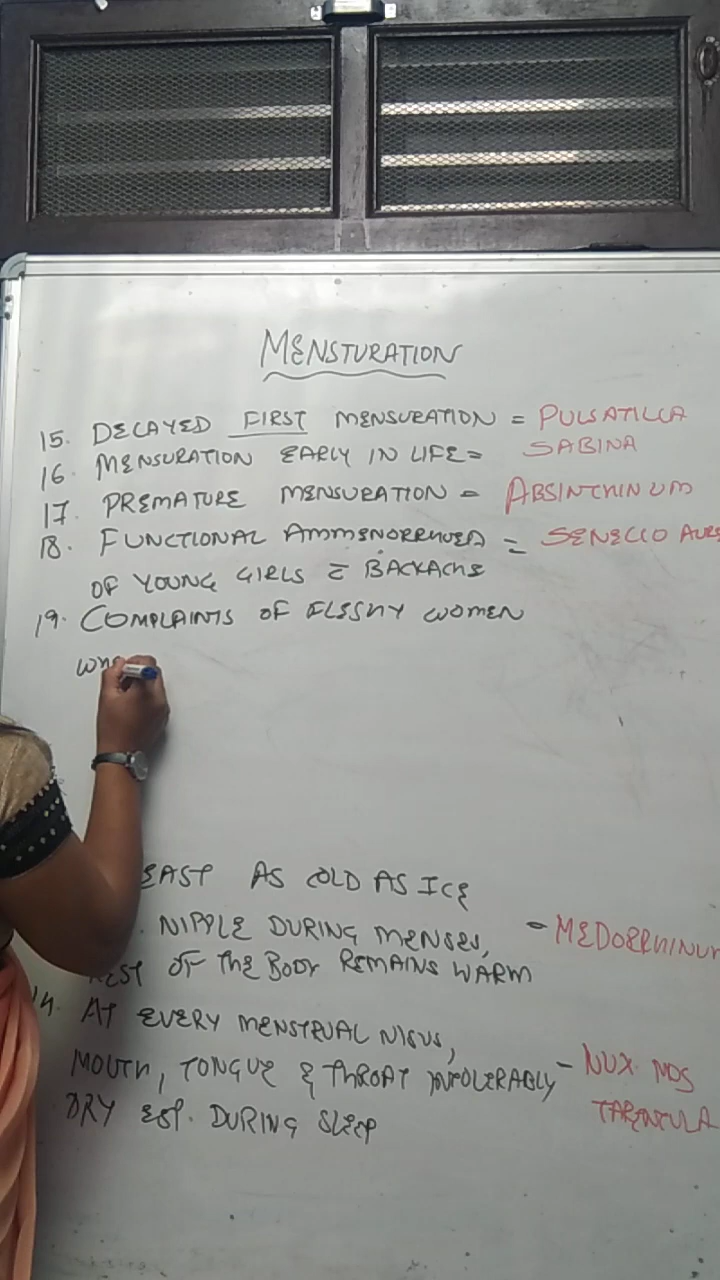 MENSTURATION
15. DECAYED FIRST MENSURATION = PULSATILLA
16. MENSURATION EARLY IN LIFE = SABINA
17. PREMATURE MENSURATION = ABSINTHINUM
18. FUNCTIONAL AMMENORRHOEA = SENECIO AURE
OF YOUNG GIRLS c̄ BACKACHE
19. COMPLAINTS OF FLESHY WOMEN
WH
EAST AS COLD AS ICE
. NIPPLE DURING MENSES, - MEDORRHINUM
REST OF THE BODY REMAINS WARM
14. AT EVERY MENSTRUAL NISUS,
MOUTH, TONGUE & THROAT INTOLERABLY - NUX MOS
DRY ESP. DURING SLEEP TARENTULA